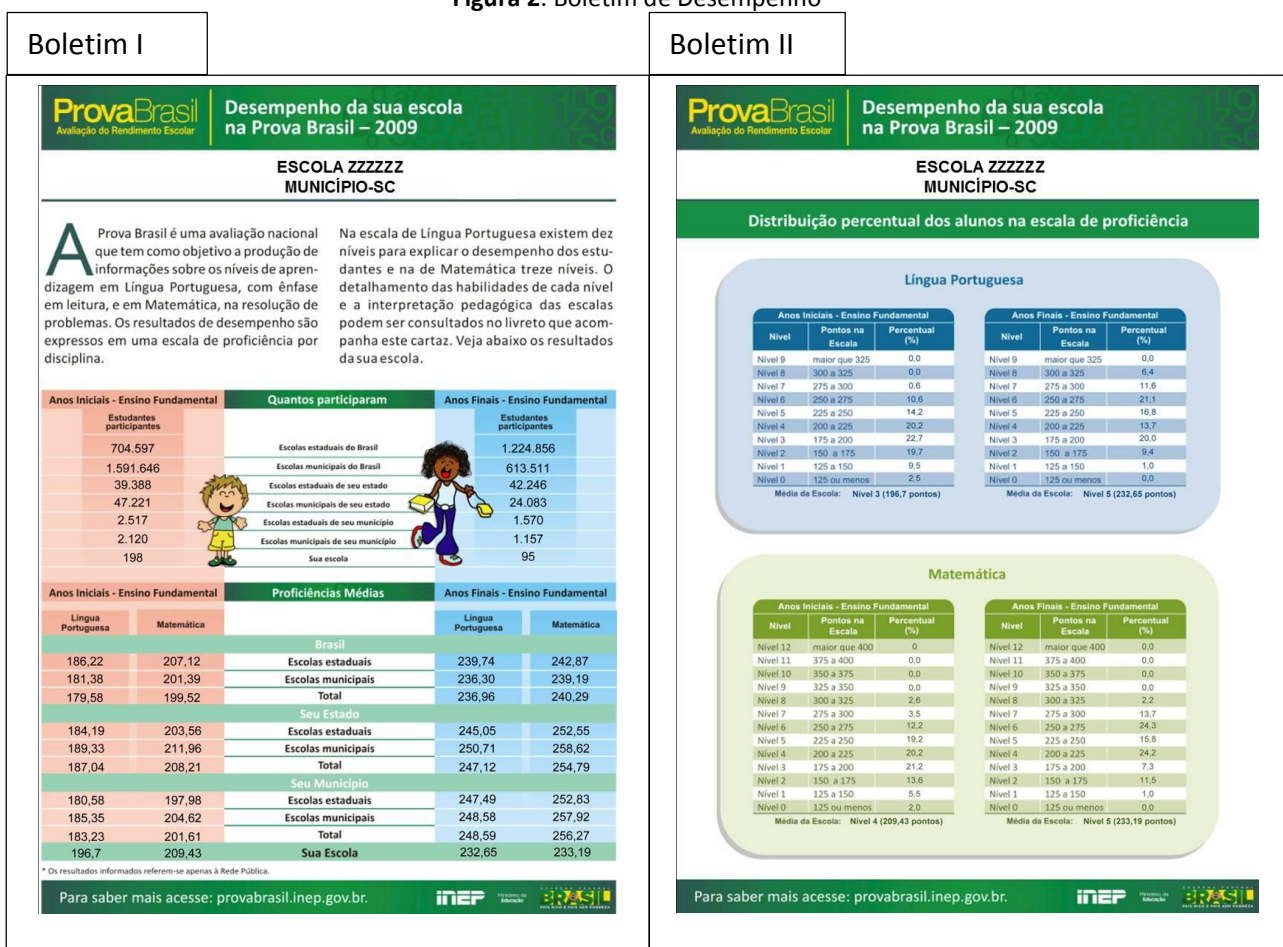 Figura 2: Boletim de Desempenho
Boletim I
ProvaBrasil
Avaliação do Rendimento Escolar
Desempenho da sua escola
na Prova Brasil – 2009
ESCOLA ZZZZZZ
MUNICÍPIO-SC
A Prova Brasil é uma avaliação nacional
que tem como objetivo a produção de
informações sobre os níveis de apren-
dizagem em Língua Portuguesa, com ênfase
em leitura, e em Matemática, na resolução de
problemas. Os resultados de desempenho são
expressos em uma escala de proficiência por
disciplina.
Na escala de Língua Portuguesa existem dez
níveis para explicar o desempenho dos estu-
dantes e na de Matemática treze níveis. O
detalhamento das habilidades de cada nível
e a interpretação pedagógica das escalas
podem ser consultados no livreto que acom-
panha este cartaz. Veja abaixo os resultados
da sua escola.
Anos Iniciais - Ensino Fundamental Quantos participaram Anos Finais - Ensino Fundamental
Estudantes participantes Estudantes participantes
704.597 Escolas estaduais do Brasil 1.224.856
1.591.646 Escolas municipais do Brasil 613.511
39.388 Escolas estaduais de seu estado 42.246
47.221 Escolas municipais de seu estado 24.083
2.517 Escolas estaduais de seu município 1.570
2.120 Escolas municipais de seu município 1.157
198 Sua escola 95
Anos Iniciais - Ensino Fundamental Proficiências Médias Anos Finais - Ensino Fundamental
Língua Portuguesa Matemática Língua Portuguesa Matemática
Brasil
186,22 207,12 Escolas estaduais 239,74 242,87
181,38 201,39 Escolas municipais 236,30 239,19
179,58 199,52 Total 236,96 240,29
Seu Estado
184,19 203,56 Escolas estaduais 245,05 252,55
189,33 211,96 Escolas municipais 250,71 258,62
187,04 208,21 Total 247,12 254,79
Seu Município
180,58 197,98 Escolas estaduais 247,49 252,83
185,35 204,62 Escolas municipais 248,58 257,92
183,23 201,61 Total 248,59 256,27
196,7 209,43 Sua Escola 232,65 233,19
* Os resultados informados referem-se apenas à Rede Pública.
Para saber mais acesse: provabrasil.inep.gov.br.
inep
Ministério da Educação
BRASIL
Boletim II
ProvaBrasil
Avaliação do Rendimento Escolar
Desempenho da sua escola
na Prova Brasil – 2009
ESCOLA ZZZZZZ
MUNICÍPIO-SC
Distribuição percentual dos alunos na escala de proficiência
Língua Portuguesa
Anos Iniciais - Ensino Fundamental
Nível Pontos na Escala Percentual (%)
Nível 9 maior que 325 0,0
Nível 8 300 a 325 0,0
Nível 7 275 a 300 0,6
Nível 6 250 a 275 10,6
Nível 5 225 a 250 14,2
Nível 4 200 a 225 20,2
Nível 3 175 a 200 22,7
Nível 2 150 a 175 19,7
Nível 1 125 a 150 9,5
Nível 0 125 ou menos 2,5
Média da Escola: Nível 3 (196,7 pontos)
Anos Finais - Ensino Fundamental
Nível Pontos na Escala Percentual (%)
Nível 9 maior que 325 0,0
Nível 8 300 a 325 6,4
Nível 7 275 a 300 11,6
Nível 6 250 a 275 21,1
Nível 5 225 a 250 16,8
Nível 4 200 a 225 13,7
Nível 3 175 a 200 20,0
Nível 2 150 a 175 9,4
Nível 1 125 a 150 1,0
Nível 0 125 ou menos 0,0
Média da Escola: Nível 5 (232,65 pontos)
Matemática
Anos Iniciais - Ensino Fundamental
Nível Pontos na Escala Percentual (%)
Nível 12 maior que 400 0
Nível 11 375 a 400 0,0
Nível 10 350 a 375 0,0
Nível 9 325 a 350 0,0
Nível 8 300 a 325 2,6
Nível 7 275 a 300 3,5
Nível 6 250 a 275 12,2
Nível 5 225 a 250 19,2
Nível 4 200 a 225 20,2
Nível 3 175 a 200 21,2
Nível 2 150 a 175 13,6
Nível 1 125 a 150 5,5
Nível 0 125 ou menos 2,0
Média da Escola: Nível 4 (209,43 pontos)
Anos Finais - Ensino Fundamental
Nível Pontos na Escala Percentual (%)
Nível 12 maior que 400 0,0
Nível 11 375 a 400 0,0
Nível 10 350 a 375 0,0
Nível 9 325 a 350 0,0
Nível 8 300 a 325 2,2
Nível 7 275 a 300 13,7
Nível 6 250 a 275 24,3
Nível 5 225 a 250 15,8
Nível 4 200 a 225 24,2
Nível 3 175 a 200 7,3
Nível 2 150 a 175 11,5
Nível 1 125 a 150 1,0
Nível 0 125 ou menos 0,0
Média da Escola: Nível 5 (233,19 pontos)
Para saber mais acesse: provabrasil.inep.gov.br.
inep
Ministério da Educação
BRASIL